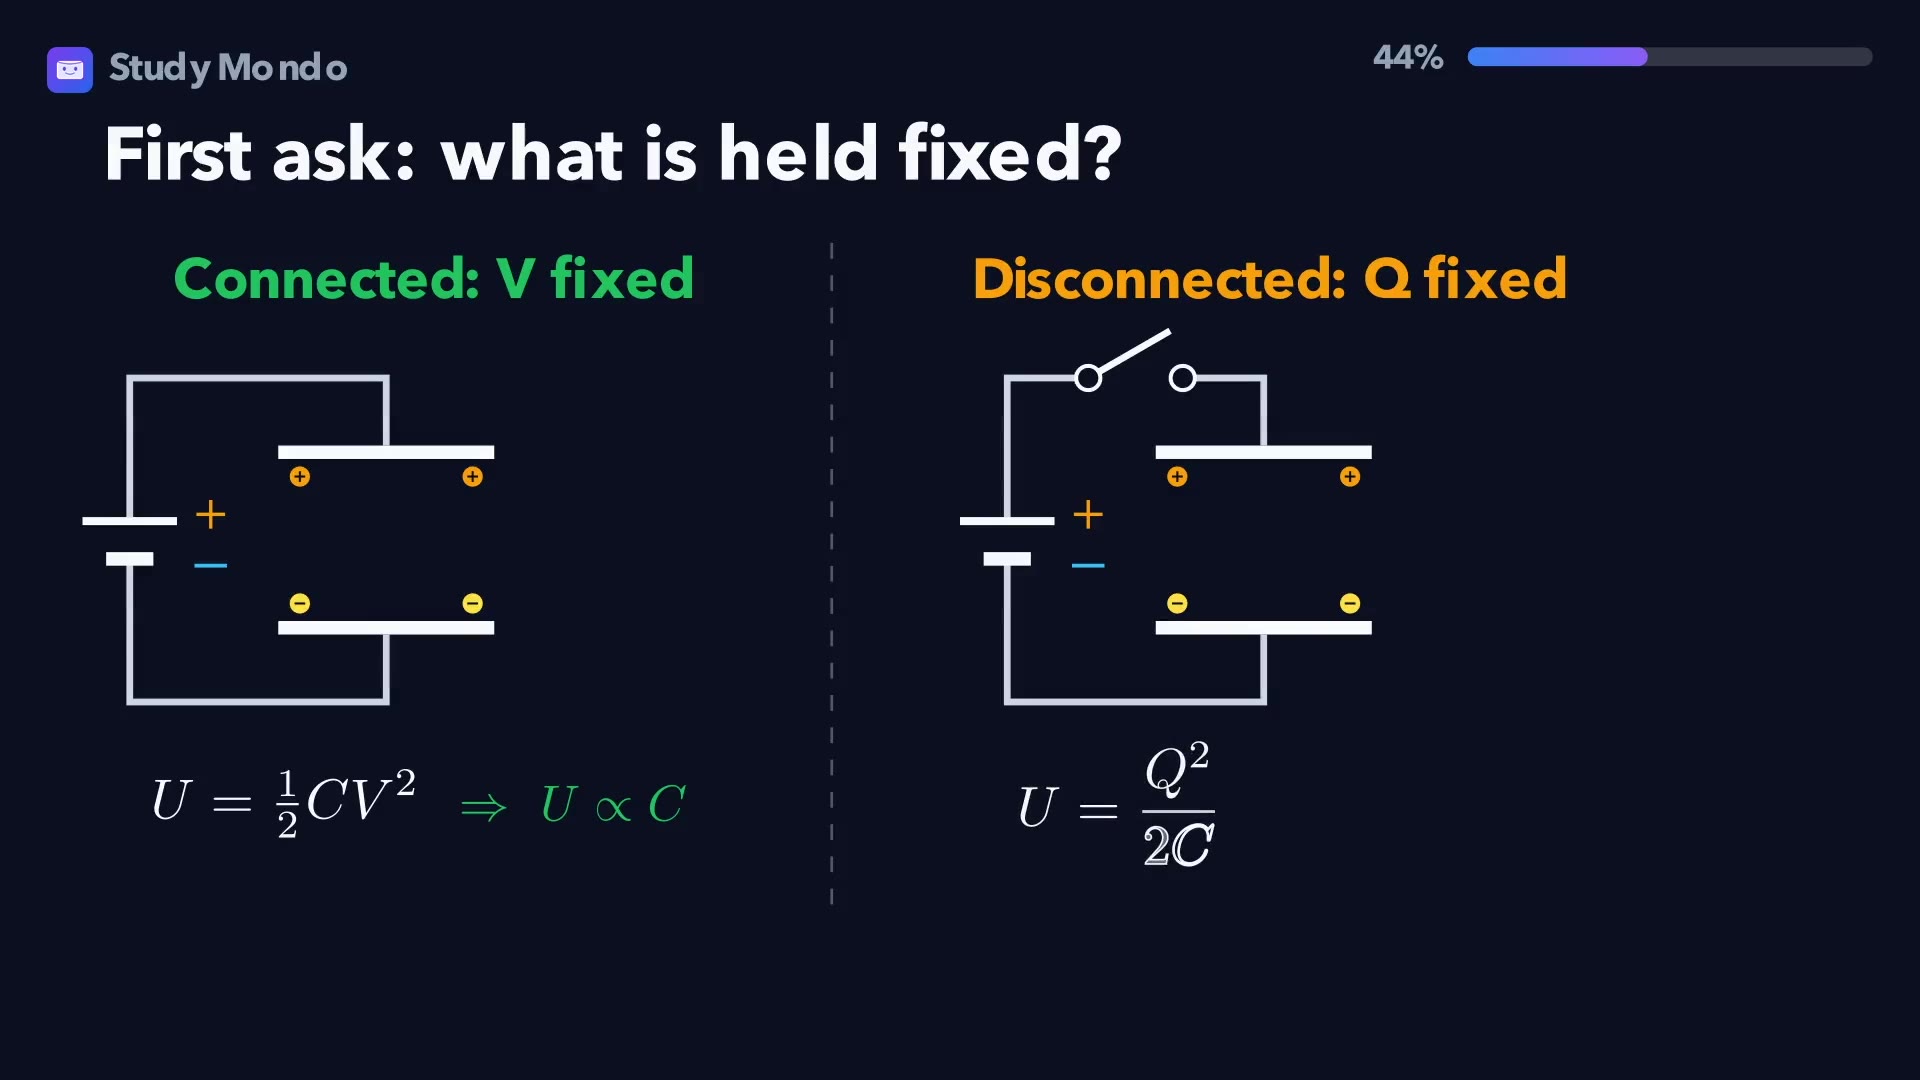 Study Mondo
44%
First ask: what is held fixed?
Connected: V fixed
Disconnected: Q fixed
+
−
+
−
U = ½CV² ⇒ U ∝ C
U = Q²/2C